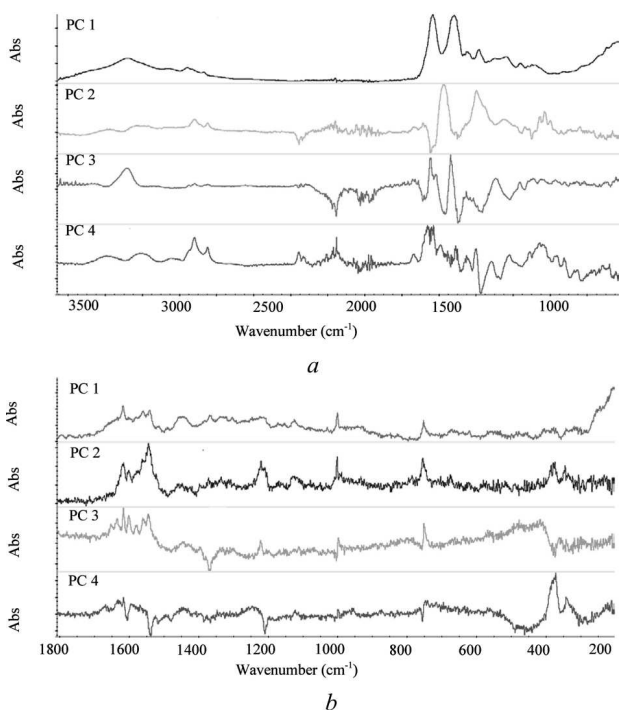 PC 1
Abs
PC 2
Abs
PC 3
Abs
PC 4
Abs
3500 3000 2500 2000 1500 1000
Wavenumber (cm-1)
a
PC 1
Abs
PC 2
Abs
PC 3
Abs
PC 4
Abs
1800 1600 1400 1200 1000 800 600 400 200
Wavenumber (cm-1)
b